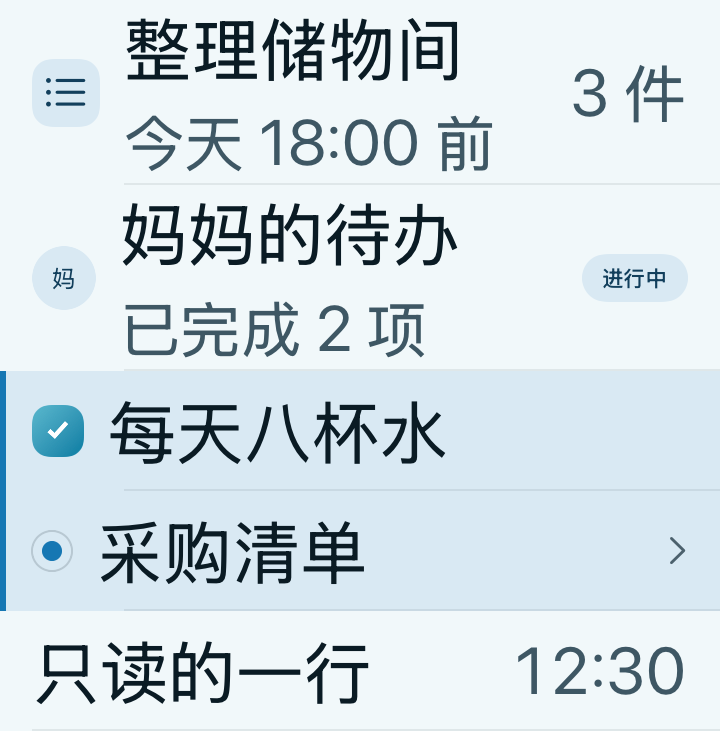 整理储物间
3 件
今天 18:00 前
妈妈的待办
妈
进行中
已完成 2 项
每天八杯水
采购清单
只读的一行
12:30